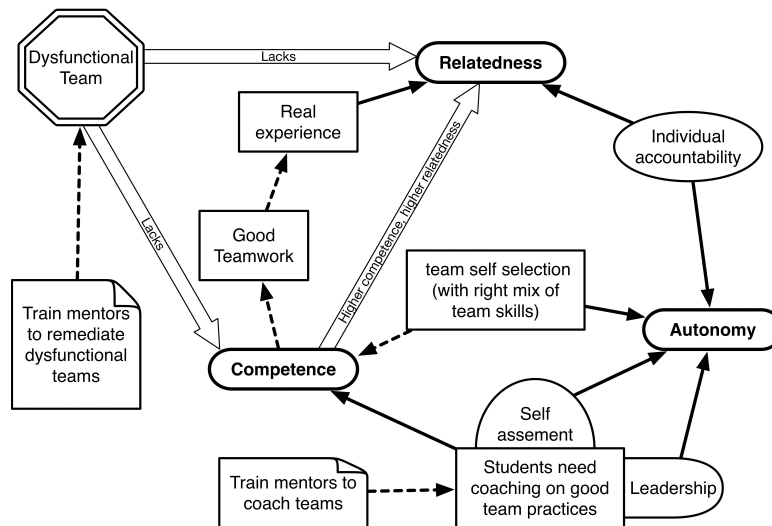 Dysfunctional
Team
Lacks
Relatedness
Real
experience
Individual
accountability
Higher competence, higher relatedness
Lacks
Good
Teamwork
team self selection
(with right mix of
team skills)
Train mentors
to remediate
dysfunctional
teams
Autonomy
Competence
Self
assement
Train mentors to
coach teams
Students need
coaching on good
team practices
Leadership